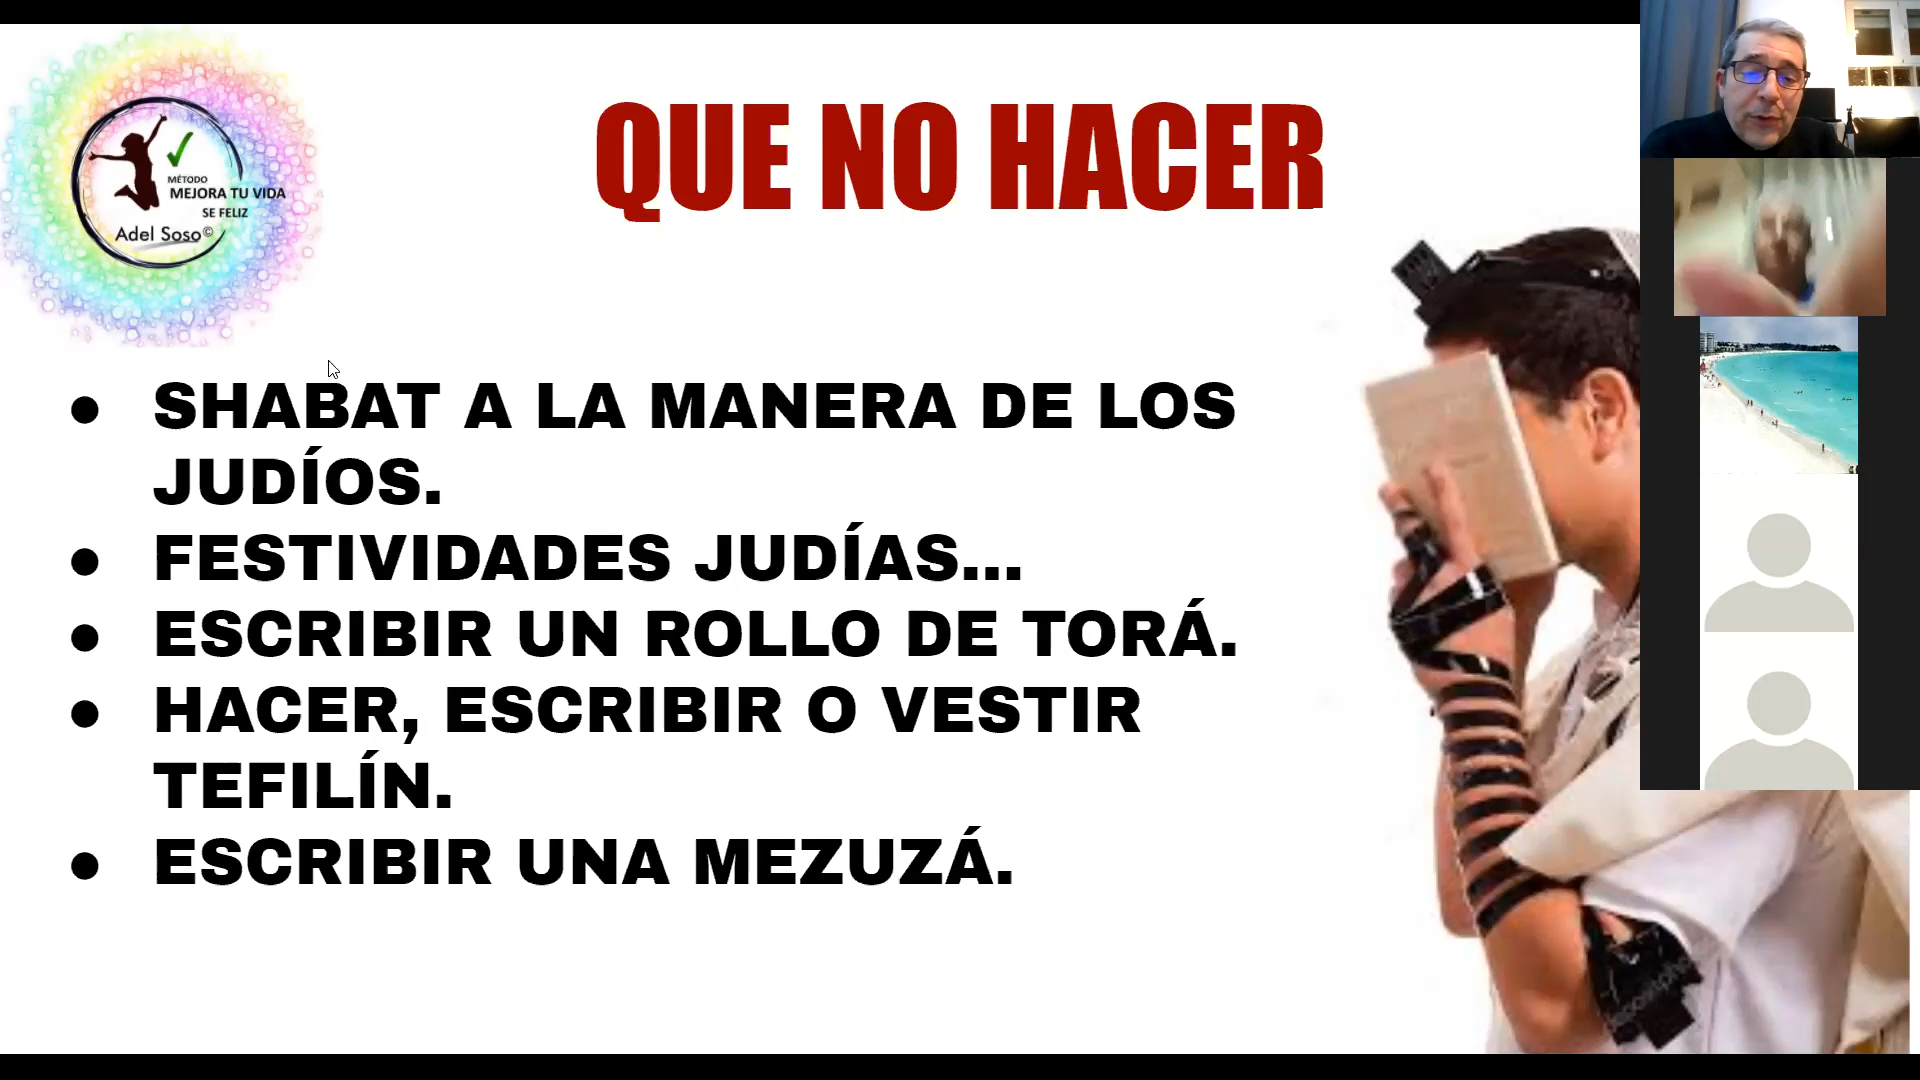 QUE NO HACER
MÉTODO
MEJORA TU VIDA
SE FELIZ
Adel Soso©
● SHABAT A LA MANERA DE LOS
JUDÍOS.
● FESTIVIDADES JUDÍAS...
● ESCRIBIR UN ROLLO DE TORÁ.
● HACER, ESCRIBIR O VESTIR
TEFILÍN.
● ESCRIBIR UNA MEZUZÁ.